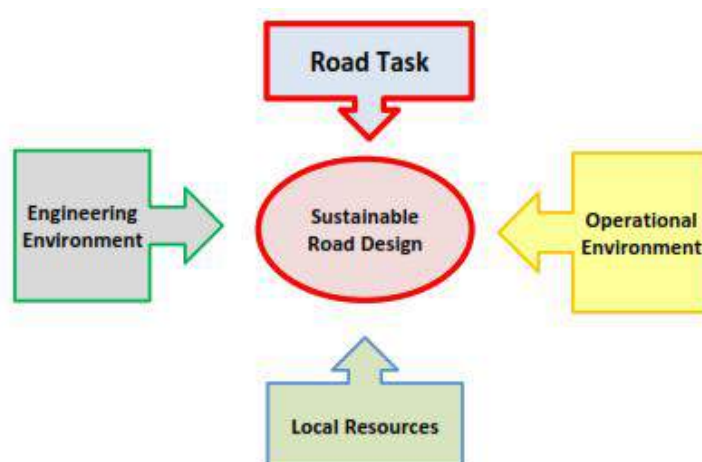 Road Task
Engineering
Environment
Sustainable
Road Design
Operational
Environment
Local Resources